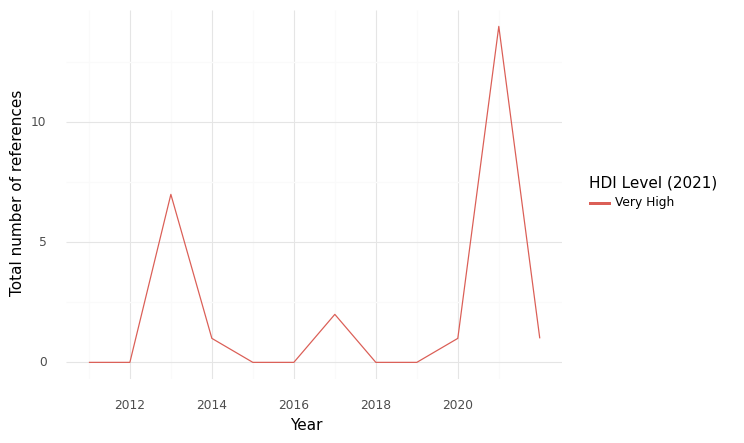 Total number of references
10
5
0
2012
2014
2016
2018
2020
Year
HDI Level (2021)
Very High